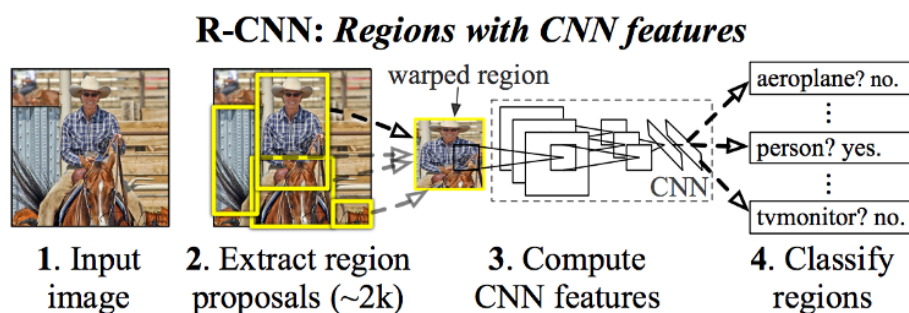 R-CNN: Regions with CNN features
warped region
aeroplane? no.
⋮
person? yes.
⋮
tvmonitor? no.
CNN
1. Input
image
2. Extract region
proposals (~2k)
3. Compute
CNN features
4. Classify
regions